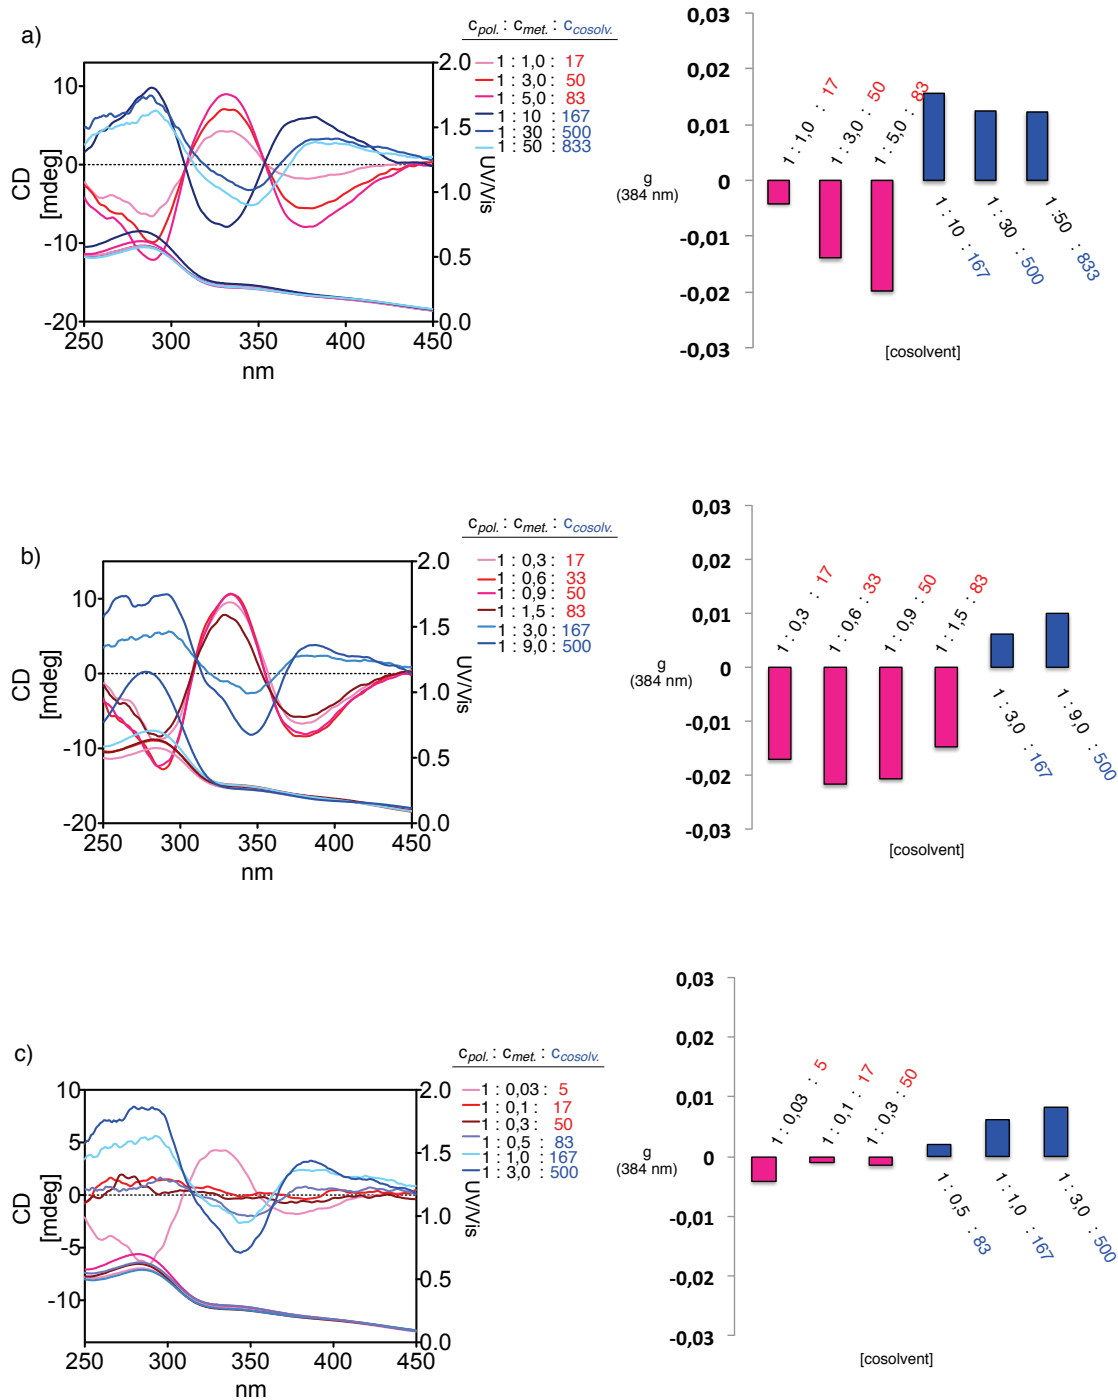 a)
c_pol. : c_met. : c_cosolv.
1 : 1,0 : 17
1 : 3,0 : 50
1 : 5,0 : 83
1 : 10 : 167
1 : 30 : 500
1 : 50 : 833
10
0
-10
-20
CD
[mdeg]
2.0
1.5
1.0
0.5
0.0
UV/Vis
250 300 350 400 450
nm
0,03
0,02
0,01
0
-0,01
-0,02
-0,03
g
(384 nm)
1 : 1,0 : 17
1 : 3,0 : 50
1 : 5,0 : 83
1 : 10 : 167
1 : 30 : 500
1:50 : 833
[cosolvent]
b)
c_pol. : c_met. : c_cosolv.
1 : 0,3 : 17
1 : 0,6 : 33
1 : 0,9 : 50
1 : 1,5 : 83
1 : 3,0 : 167
1 : 9,0 : 500
10
0
-10
-20
CD
[mdeg]
2.0
1.5
1.0
0.5
0.0
UV/Vis
250 300 350 400 450
nm
0,03
0,02
0,01
0
-0,01
-0,02
-0,03
g
(384 nm)
1 : 0,3 : 17
1 : 0,6 : 33
1 : 0,9 : 50
1 : 1,5 : 83
1 : 3,0 : 167
1 : 9,0 : 500
[cosolvent]
c)
c_pol. : c_met. : c_cosolv.
1 : 0,03 : 5
1 : 0,1 : 17
1 : 0,3 : 50
1 : 0,5 : 83
1 : 1,0 : 167
1 : 3,0 : 500
10
5
0
-5
-10
CD
[mdeg]
2.0
1.5
1.0
0.5
0.0
UV/Vis
250 300 350 400 450
nm
0,03
0,02
0,01
0
-0,01
-0,02
-0,03
g
(384 nm)
1 : 0,03 : 5
1 : 0,1 : 17
1 : 0,3 : 50
1 : 0,5 : 83
1 : 1,0 : 167
1 : 3,0 : 500
[cosolvent]